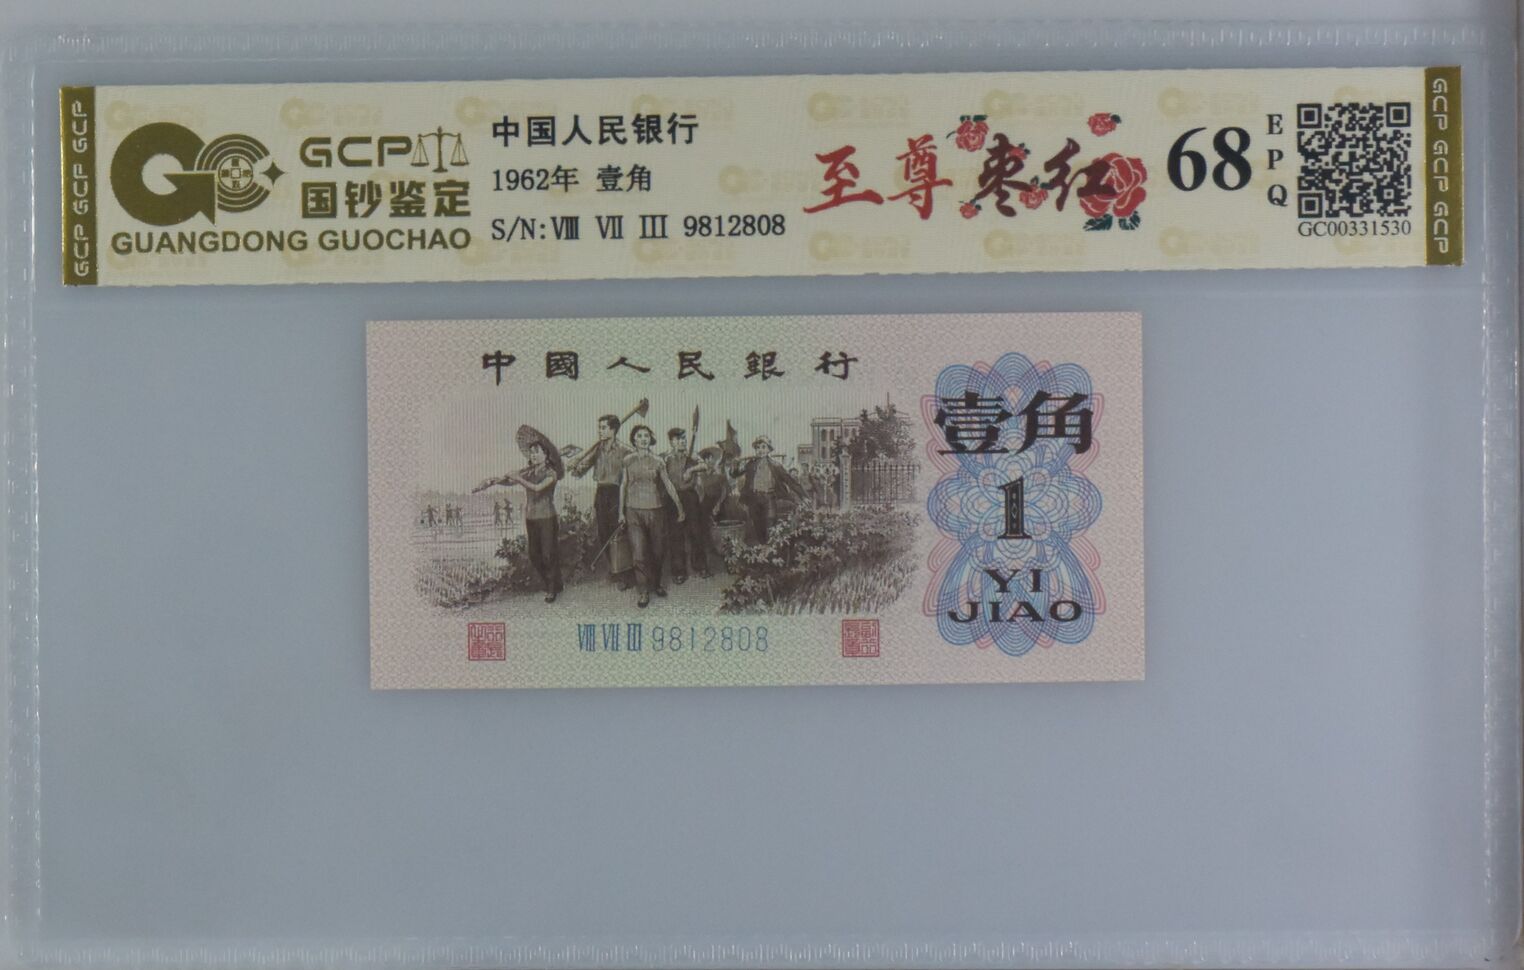 GCP GCP GCP
GCP
国钞鉴定
GUANGDONG GUOCHAO
中国人民银行
1962年 壹角
S/N:Ⅷ Ⅶ Ⅲ 9812808
至尊枣红
68
EPQ
GC00331530
GCP GCP GCP
中國人民銀行
壹角
1
YI
JIAO
Ⅷ Ⅶ Ⅲ 9812808